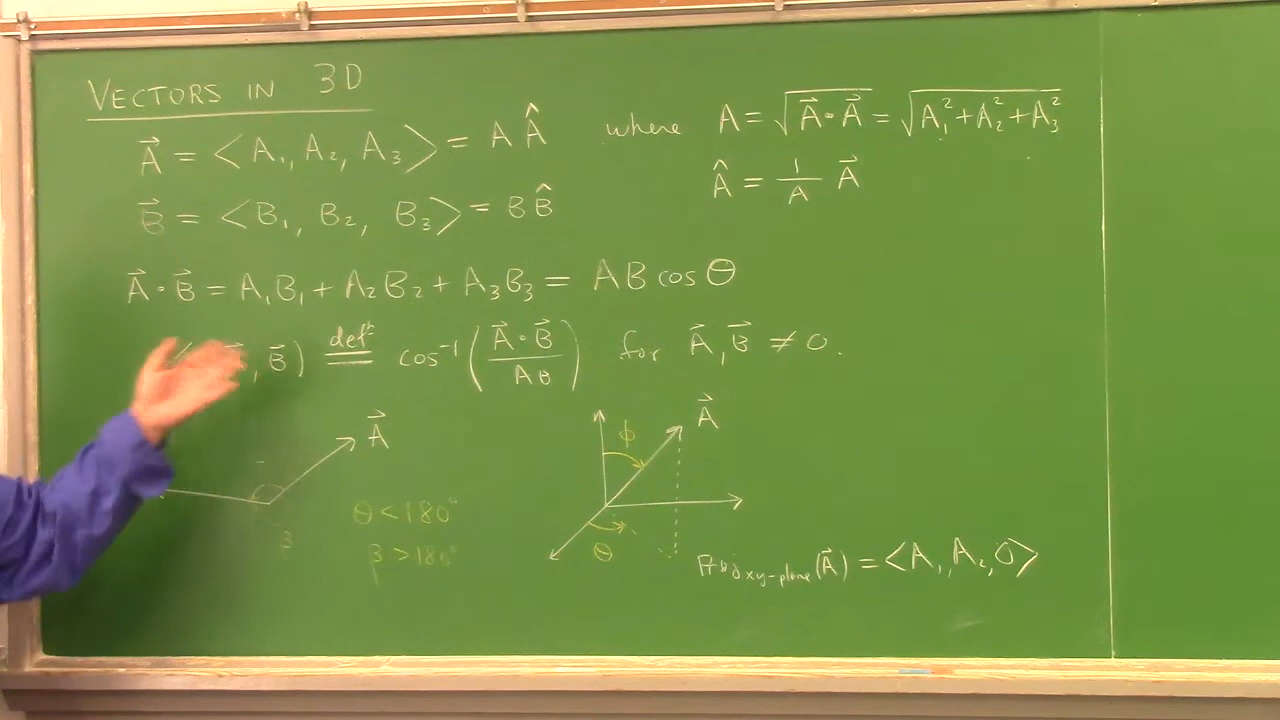 VECTORS IN 3D
A⃗ = <A₁, A₂, A₃> = A Â where A = √(A⃗ • A⃗) = √(A₁² + A₂² + A₃²)
Â = 1/A A⃗
B⃗ = <B₁, B₂, B₃> = B B̂
A⃗ • B⃗ = A₁B₁ + A₂B₂ + A₃B₃ = AB cos θ
, B⃗) =def= cos⁻¹(A⃗ • B⃗ / AB) for A⃗, B⃗ ≠ 0.
A⃗
A⃗
ϕ
θ < 180°
β
β > 180°
θ
Proj xy-plane (A⃗) = <A₁, A₂, 0>